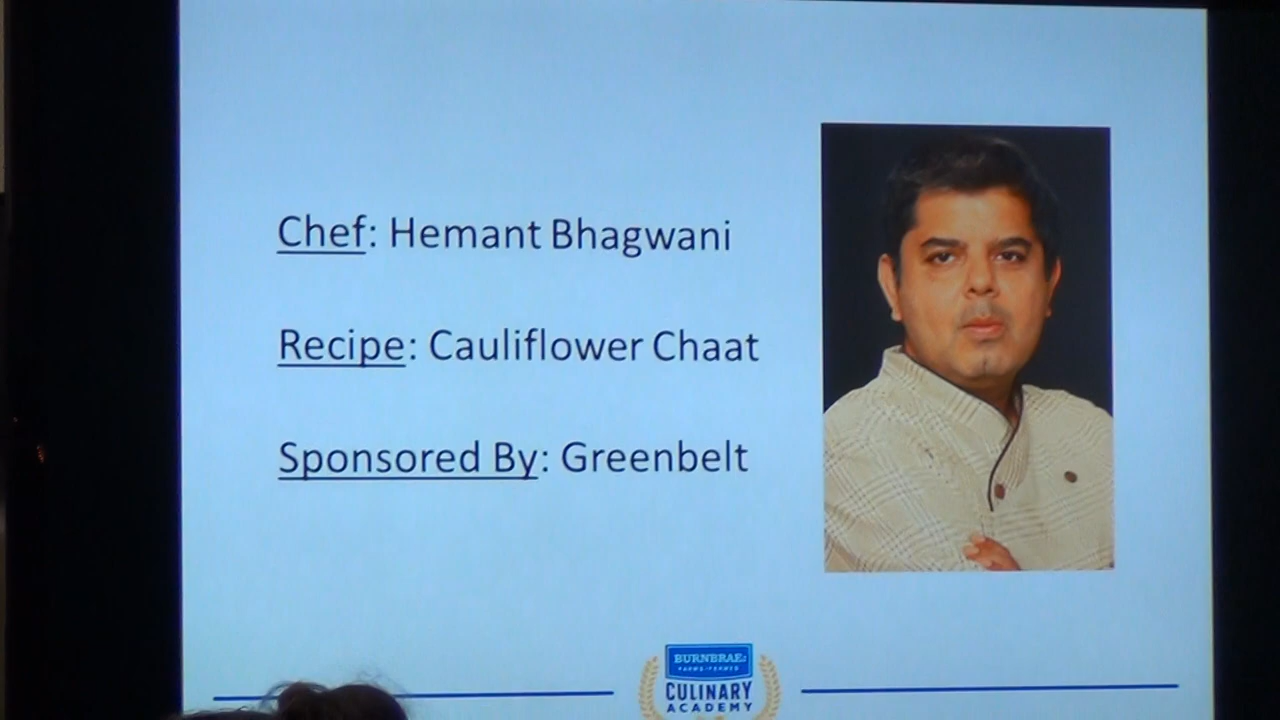 Chef: Hemant Bhagwani
Recipe: Cauliflower Chaat
Sponsored By: Greenbelt
BURNBRAE
CULINARY
ACADEMY